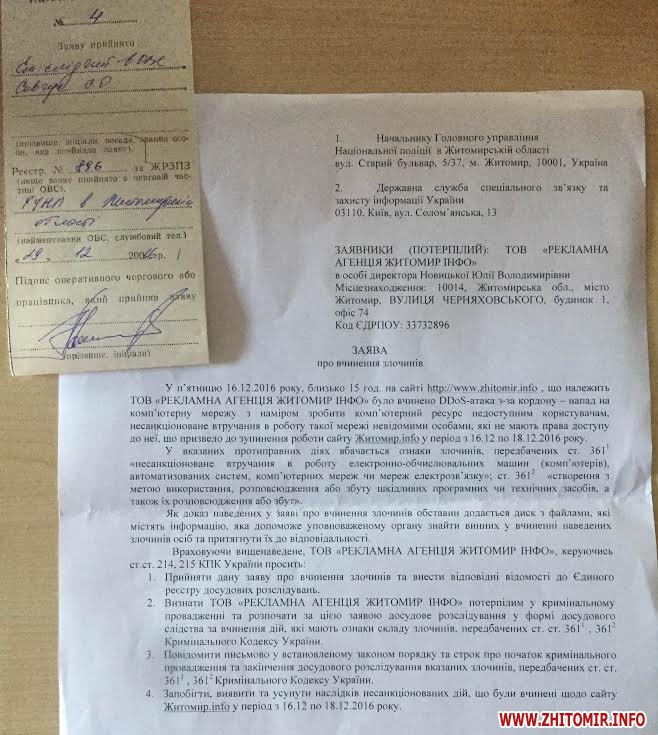 № 4
Заяву прийнято
(прізвище, ініціали, посада, звання осо-
би, яка прийняла заяву).
Реєстр. № 896 за ЖРЗПЗ
(якщо заяву прийнято в черговій час-
тині ОВС).
ГУНП в Житомирській
області
(найменування ОВС, службовий тел.)
«29» 12 2016р.
Підпис оперативного чергового або
працівника, який прийняв заяву
(прізвище, ініціали)
1. Начальнику Головного управління
Національної поліції в Житомирській області
вул. Старий бульвар, 5/37, м. Житомир, 10001, Україна
2. Державна служба спеціального зв’язку та
захисту інформації України
03110. Київ, вул. Солом`янська, 13
ЗАЯВНИКИ (ПОТЕРПІЛИЙ): ТОВ «РЕКЛАМНА
АГЕНЦІЯ ЖИТОМИР ІНФО»
в особі директора Новицької Юлії Володимирівни
Місцезнаходження: 10014, Житомирська обл., місто
Житомир, ВУЛИЦЯ ЧЕРНЯХОВСЬКОГО, будинок 1,
офіс 74
Код ЄДРПОУ: 33732896
ЗАЯВА
про вчинення злочинів
У п’ятницю 16.12.2016 року, близько 15 год. на сайті http://www.zhitomir.info , що належить
ТОВ «РЕКЛАМНА АГЕНЦІЯ ЖИТОМИР ІНФО» було вчинено DDoS-атака з-за кордону – напад на
комп'ютерну мережу з наміром зробити комп'ютерний ресурс недоступним користувачам,
несанкціоноване втручання в роботу такої мережі невідомими особами, які не мають права доступу
до неї, що призвело до зупинення роботи сайту Житомир.info у період з 16.12 по 18.12.2016 року.
У вказаних протиправних діях вбачається ознаки злочинів, передбачених ст. 361¹
«несанкціоноване втручання в роботу електронно-обчислювальних машин (комп’ютерів),
автоматизованих систем, комп’ютерних мереж чи мереж електрозв’язку»; ст. 361² «створення з
метою використання, розповсюдження або збуту шкідливих програмних чи технічних засобів, а
також їх розповсюдження або збут».
Як доказ наведених у заяві про вчинення злочинів обставин додається диск з файлами, які
містять інформацію, яка допоможе уповноваженому органу знайти винних у вчиненні наведених
злочинів осіб та притягнути їх до відповідальності.
Враховуючи вищенаведене, ТОВ «РЕКЛАМНА АГЕНЦІЯ ЖИТОМИР ІНФО», керуючись
ст.ст. 214, 215 КПК України просить:
1. Прийняти дану заяву про вчинення злочинів та внести відповідні відомості до Єдиного
реєстру досудових розслідувань.
2. Визнати ТОВ «РЕКЛАМНА АГЕНЦІЯ ЖИТОМИР ІНФО» потерпілим у кримінальному
провадженні та розпочати за цією заявою досудове розслідування у формі досудового
слідства за вчинення дій, які мають ознаки складу злочинів, передбачених ст. ст. 361¹ , 361²
Кримінального Кодексу України.
3. Повідомити письмово у встановленому законом порядку та строк про початок кримінального
провадження та закінчення досудового розслідування вказаних злочинів, передбачених ст. ст.
361¹ , 361² Кримінального Кодексу України.
4. Запобігти, виявити та усунути наслідків несанкціонованих дій, що були вчинені щодо сайту
Житомир.info у період з 16.12 по 18.12.2016 року.
WWW.ZHITOMIR.INFO